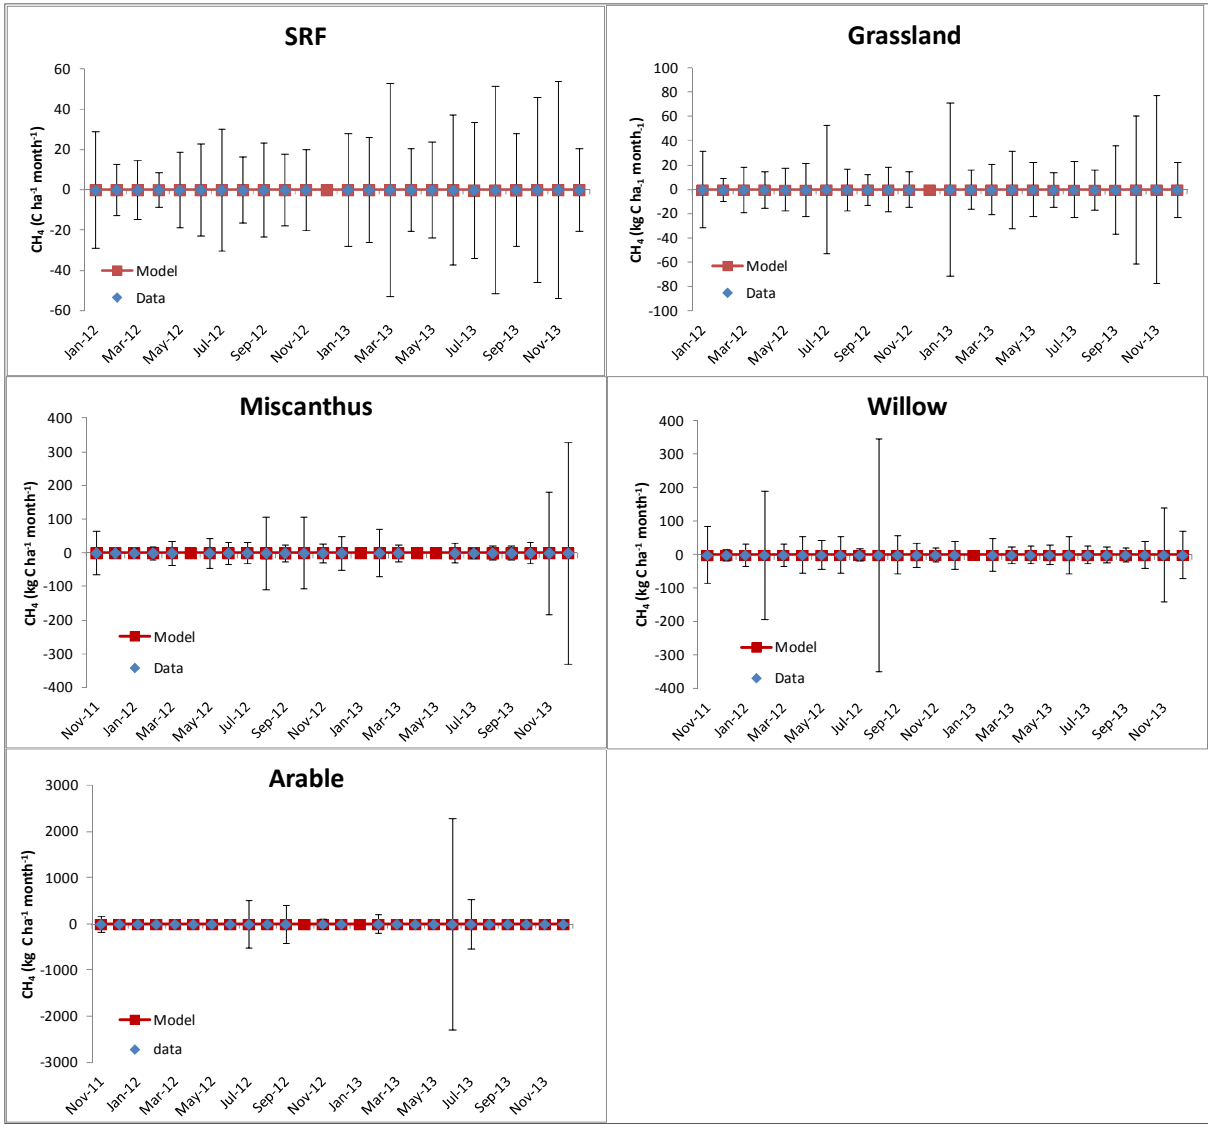 SRF
CH₄ (C ha⁻¹ month⁻¹)
60
40
20
0
-20
-40
-60
Model
Data
Jan-12
Mar-12
May-12
Jul-12
Sep-12
Nov-12
Jan-13
Mar-13
May-13
Jul-13
Sep-13
Nov-13
Grassland
CH₄ (kg C ha₋₁ month₋₁)
100
80
60
40
20
0
-20
-40
-60
-80
-100
Model
Data
Jan-12
Mar-12
May-12
Jul-12
Sep-12
Nov-12
Jan-13
Mar-13
May-13
Jul-13
Sep-13
Nov-13
Miscanthus
CH₄ (kg C ha⁻¹ month⁻¹)
400
300
200
100
0
-100
-200
-300
-400
Model
Data
Nov-11
Jan-12
Mar-12
May-12
Jul-12
Sep-12
Nov-12
Jan-13
Mar-13
May-13
Jul-13
Sep-13
Nov-13
Willow
CH₄ (kg C ha⁻¹ month⁻¹)
400
300
200
100
0
-100
-200
-300
-400
Model
Data
Nov-11
Jan-12
Mar-12
May-12
Jul-12
Sep-12
Nov-12
Jan-13
Mar-13
May-13
Jul-13
Sep-13
Nov-13
Arable
CH₄ (kg C ha⁻¹ month⁻¹)
3000
2000
1000
0
-1000
-2000
-3000
Model
data
Nov-11
Jan-12
Mar-12
May-12
Jul-12
Sep-12
Nov-12
Jan-13
Mar-13
May-13
Jul-13
Sep-13
Nov-13